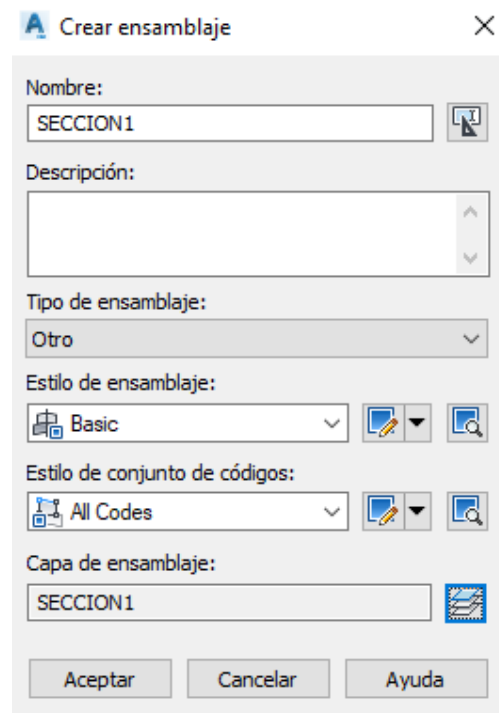 Crear ensamblaje
Nombre:
SECCION1
Descripción:
Tipo de ensamblaje:
Otro
Estilo de ensamblaje:
Basic
Estilo de conjunto de códigos:
All Codes
Capa de ensamblaje:
SECCION1
Aceptar Cancelar Ayuda